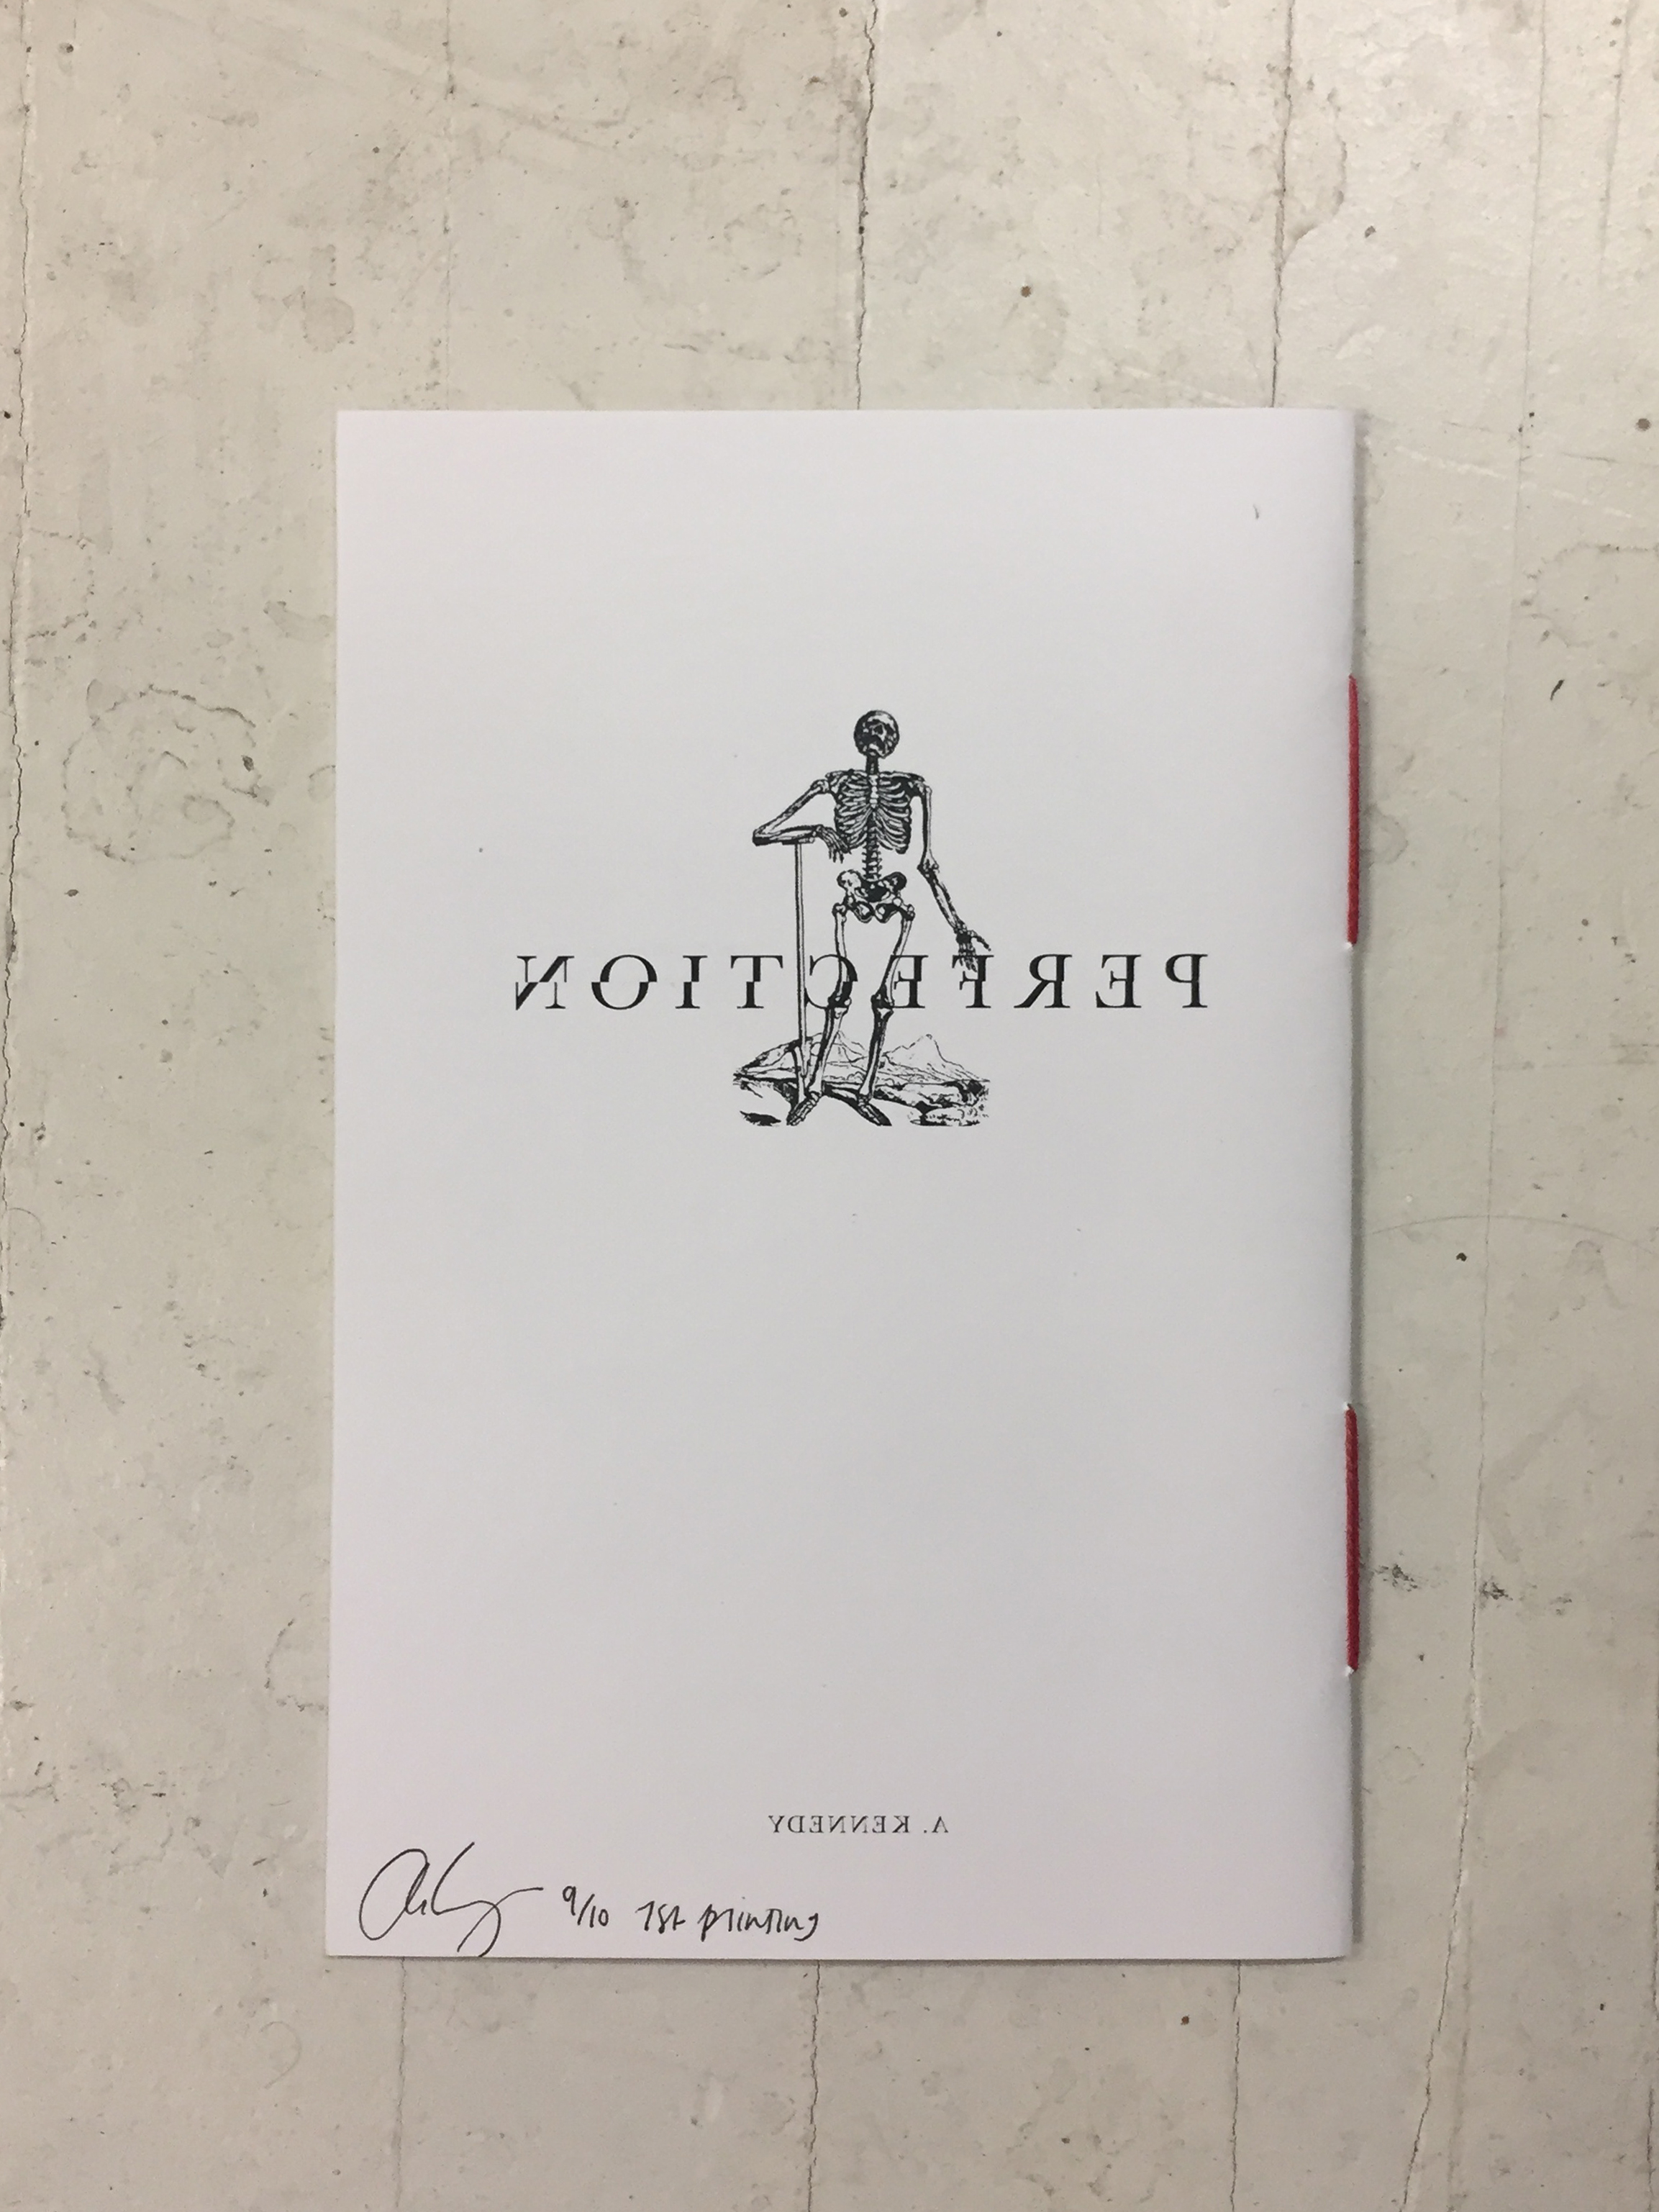 PERFECTION
A. KENNEDY
9/10 1st printing